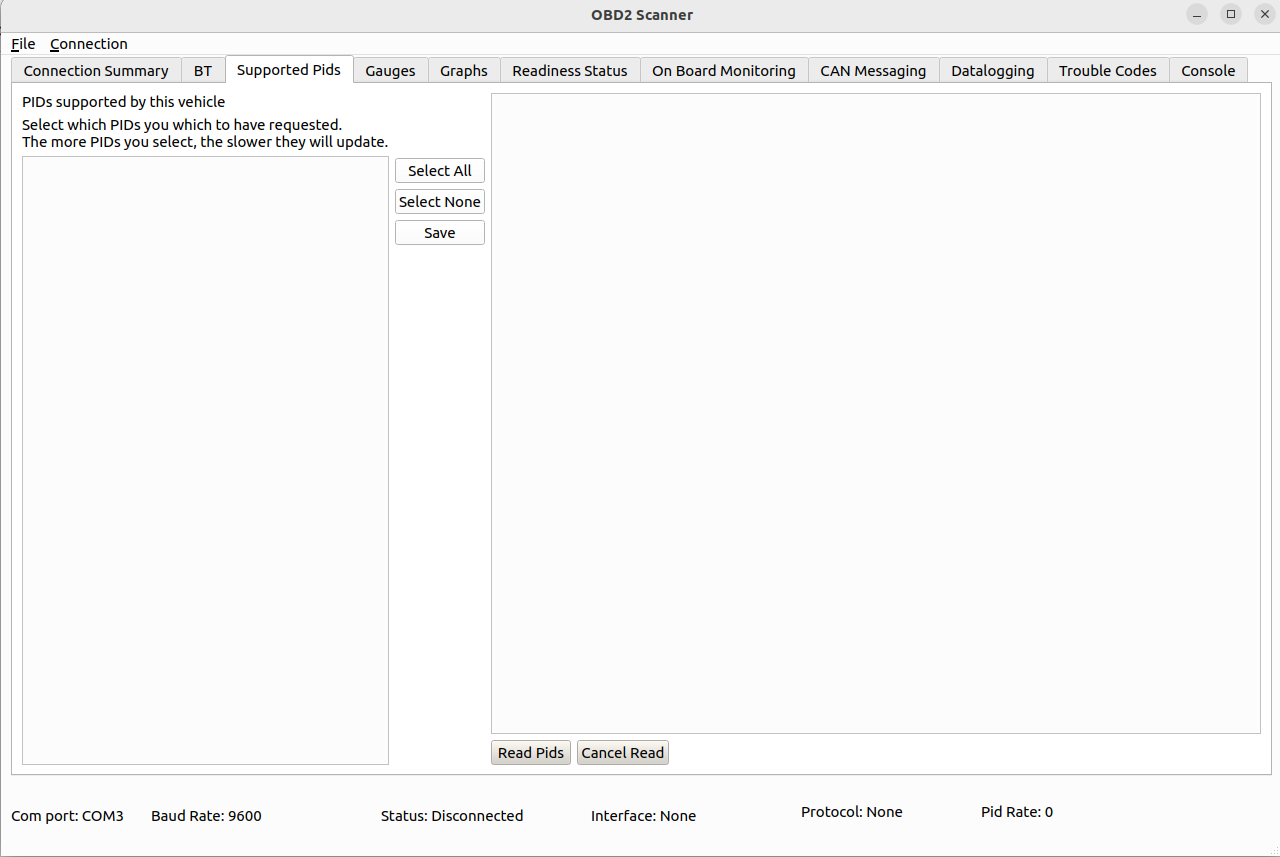 OBD2 Scanner
File Connection
Connection Summary BT Supported Pids Gauges Graphs Readiness Status On Board Monitoring CAN Messaging Datalogging Trouble Codes Console
PIDs supported by this vehicle
Select which PIDs you which to have requested.
The more PIDs you select, the slower they will update.
Select All
Select None
Save
Read Pids Cancel Read
Com port: COM3 Baud Rate: 9600 Status: Disconnected Interface: None Protocol: None Pid Rate: 0